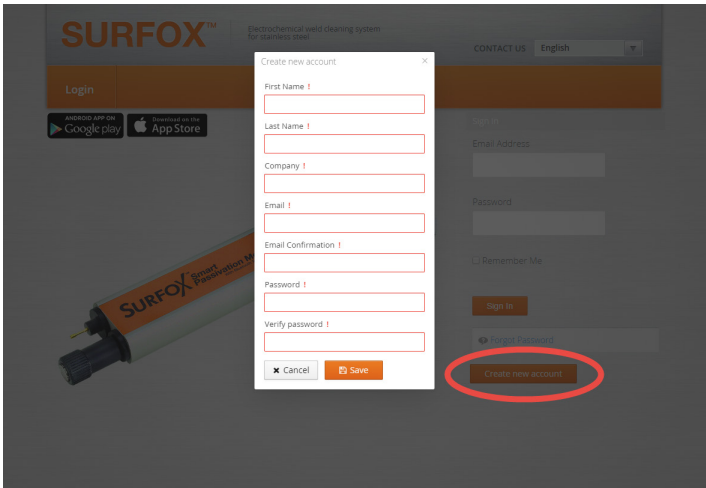 SURFOX™
Electrochemical weld cleaning system
for stainless steel
CONTACT US
English
Login
ANDROID APP ON
Google play
Download on the
App Store
Create new account ×
First Name !
Last Name !
Company !
Email !
Email Confirmation !
Password !
Verify password !
✖ Cancel
Save
Sign In
Email Address
Password
Remember Me
Sign In
Forgot Password
Create new account
SURFOX Smart
Passivation